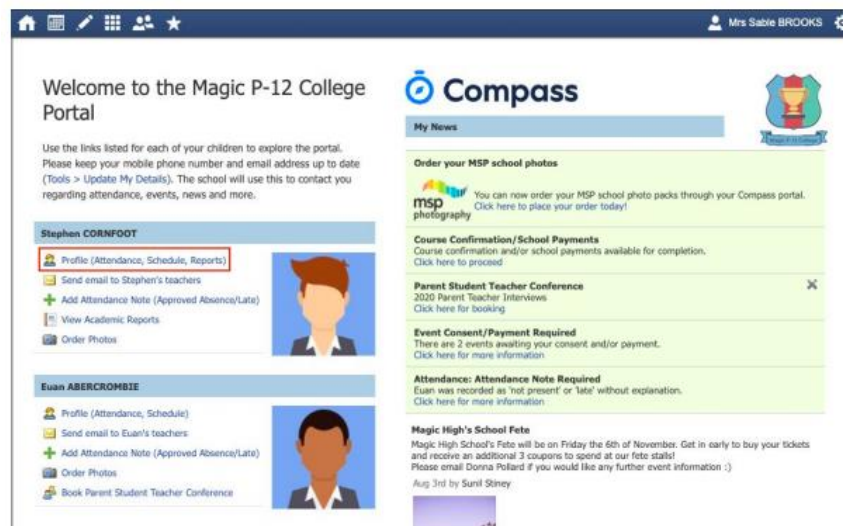 Mrs Sable BROOKS
Welcome to the Magic P-12 College
Portal
Use the links listed for each of your children to explore the portal.
Please keep your mobile phone number and email address up to date
(Tools > Update My Details). The school will use this to contact you
regarding attendance, events, news and more.
Stephen CORNFOOT
Profile (Attendance, Schedule, Reports)
Send email to Stephen's teachers
Add Attendance Note (Approved Absence/Late)
View Academic Reports
Order Photos
Euan ABERCROMBIE
Profile (Attendance, Schedule)
Send email to Euan's teachers
Add Attendance Note (Approved Absence/Late)
Order Photos
Book Parent Student Teacher Conference
Compass
Magic P-12 College
My News
Order your MSP school photos
msp
photography
You can now order your MSP school photo packs through your Compass portal.
Click here to place your order today!
Course Confirmation/School Payments
Course confirmation and/or school payments available for completion.
Click here to proceed
Parent Student Teacher Conference
2020 Parent Teacher Interviews
Click here for booking
Event Consent/Payment Required
There are 2 events awaiting your consent and/or payment.
Click here for more information
Attendance: Attendance Note Required
Euan was recorded as 'not present' or 'late' without explanation.
Click here for more information
Magic High's School Fete
Magic High School's Fete will be on Friday the 6th of November. Get in early to buy your tickets
and receive an additional 3 coupons to spend at our fete stalls!
Please email Donna Pollard if you would like any further event information :)
Aug 3rd by Sunil Stiney